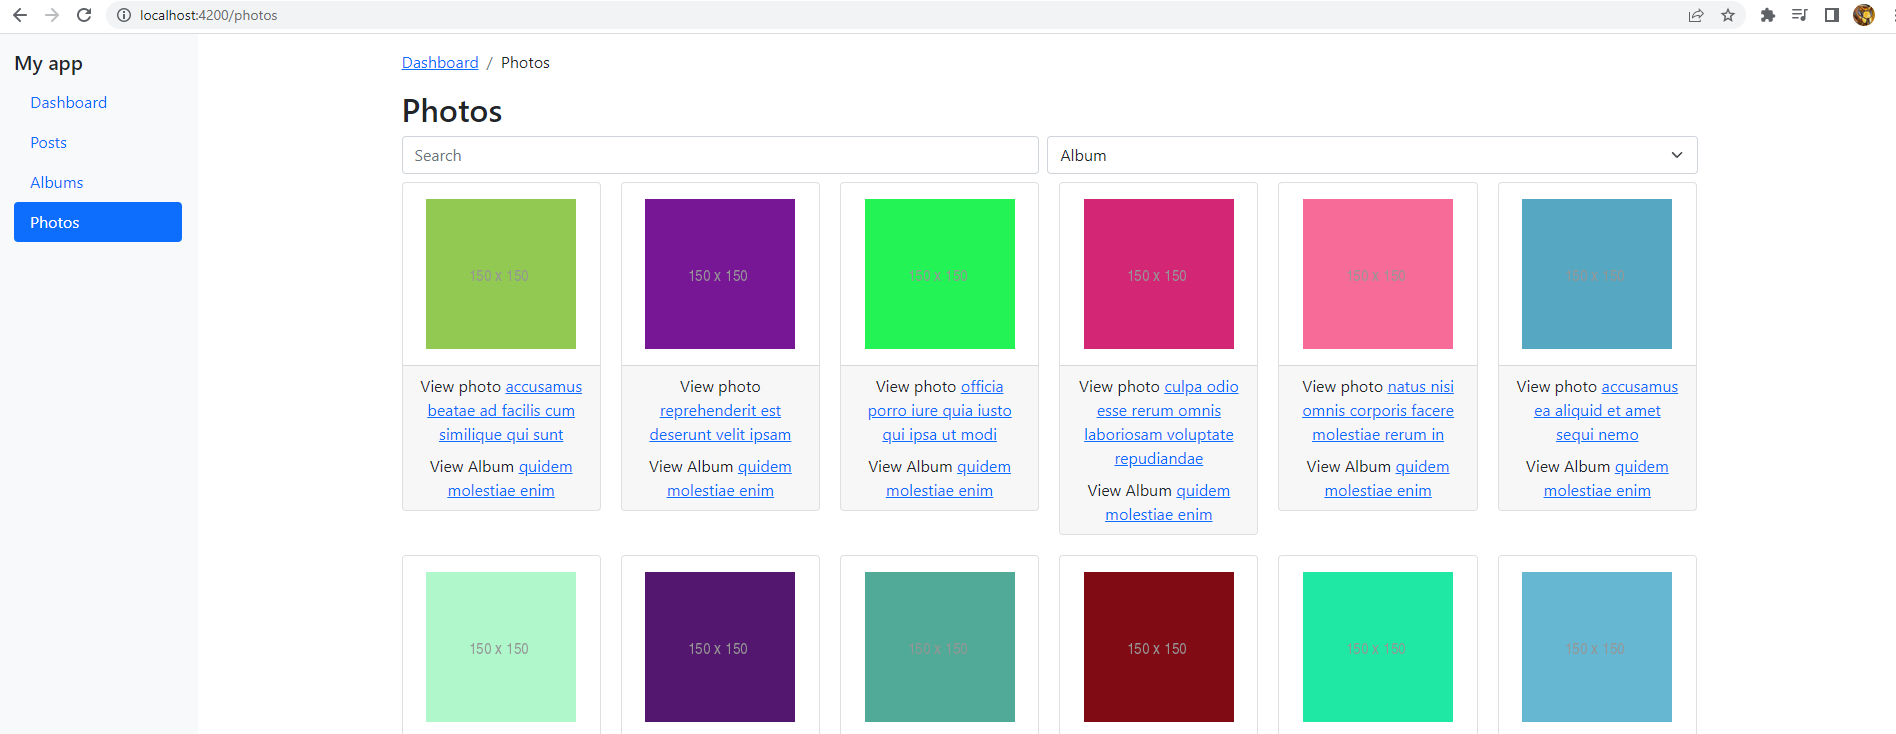 localhost:4200/photos
My app
Dashboard
Posts
Albums
Photos
Dashboard / Photos
Photos
Search
Album
150 x 150
150 x 150
150 x 150
150 x 150
150 x 150
150 x 150
View photo accusamus
beatae ad facilis cum
similique qui sunt
View Album quidem
molestiae enim
View photo
reprehenderit est
deserunt velit ipsam
View Album quidem
molestiae enim
View photo officia
porro iure quia iusto
qui ipsa ut modi
View Album quidem
molestiae enim
View photo culpa odio
esse rerum omnis
laboriosam voluptate
repudiandae
View Album quidem
molestiae enim
View photo natus nisi
omnis corporis facere
molestiae rerum in
View Album quidem
molestiae enim
View photo accusamus
ea aliquid et amet
sequi nemo
View Album quidem
molestiae enim
150 x 150
150 x 150
150 x 150
150 x 150
150 x 150
150 x 150